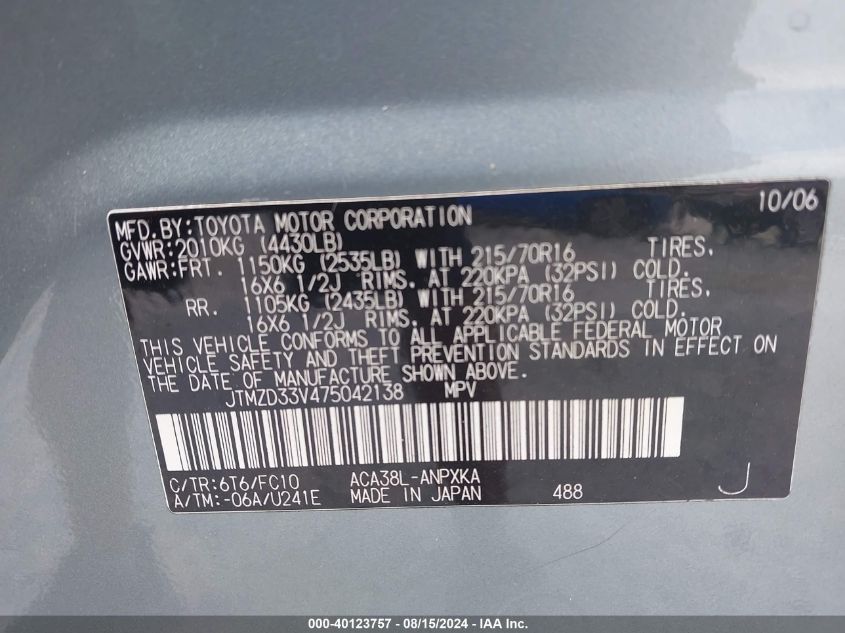 10/06
MFD. BY: TOYOTA MOTOR CORPORATION
GVWR: 2010KG (4430LB)
GAWR: FRT. 1150KG (2535LB) WITH 215/70R16 TIRES,
16X6 1/2J RIMS, AT 220KPA (32PSI) COLD.
RR. 1105KG (2435LB) WITH 215/70R16 TIRES,
16X6 1/2J RIMS, AT 220KPA (32PSI) COLD.
THIS VEHICLE CONFORMS TO ALL APPLICABLE FEDERAL MOTOR
VEHICLE SAFETY AND THEFT PREVENTION STANDARDS IN EFFECT ON
THE DATE OF MANUFACTURE SHOWN ABOVE.
JTMZD33V475042138 MPV
C/TR: 6T6/FC10 ACA38L-ANPXKA
A/TM: -06A/U241E MADE IN JAPAN 488 J
000-40123757 - 08/15/2024 - IAA Inc.